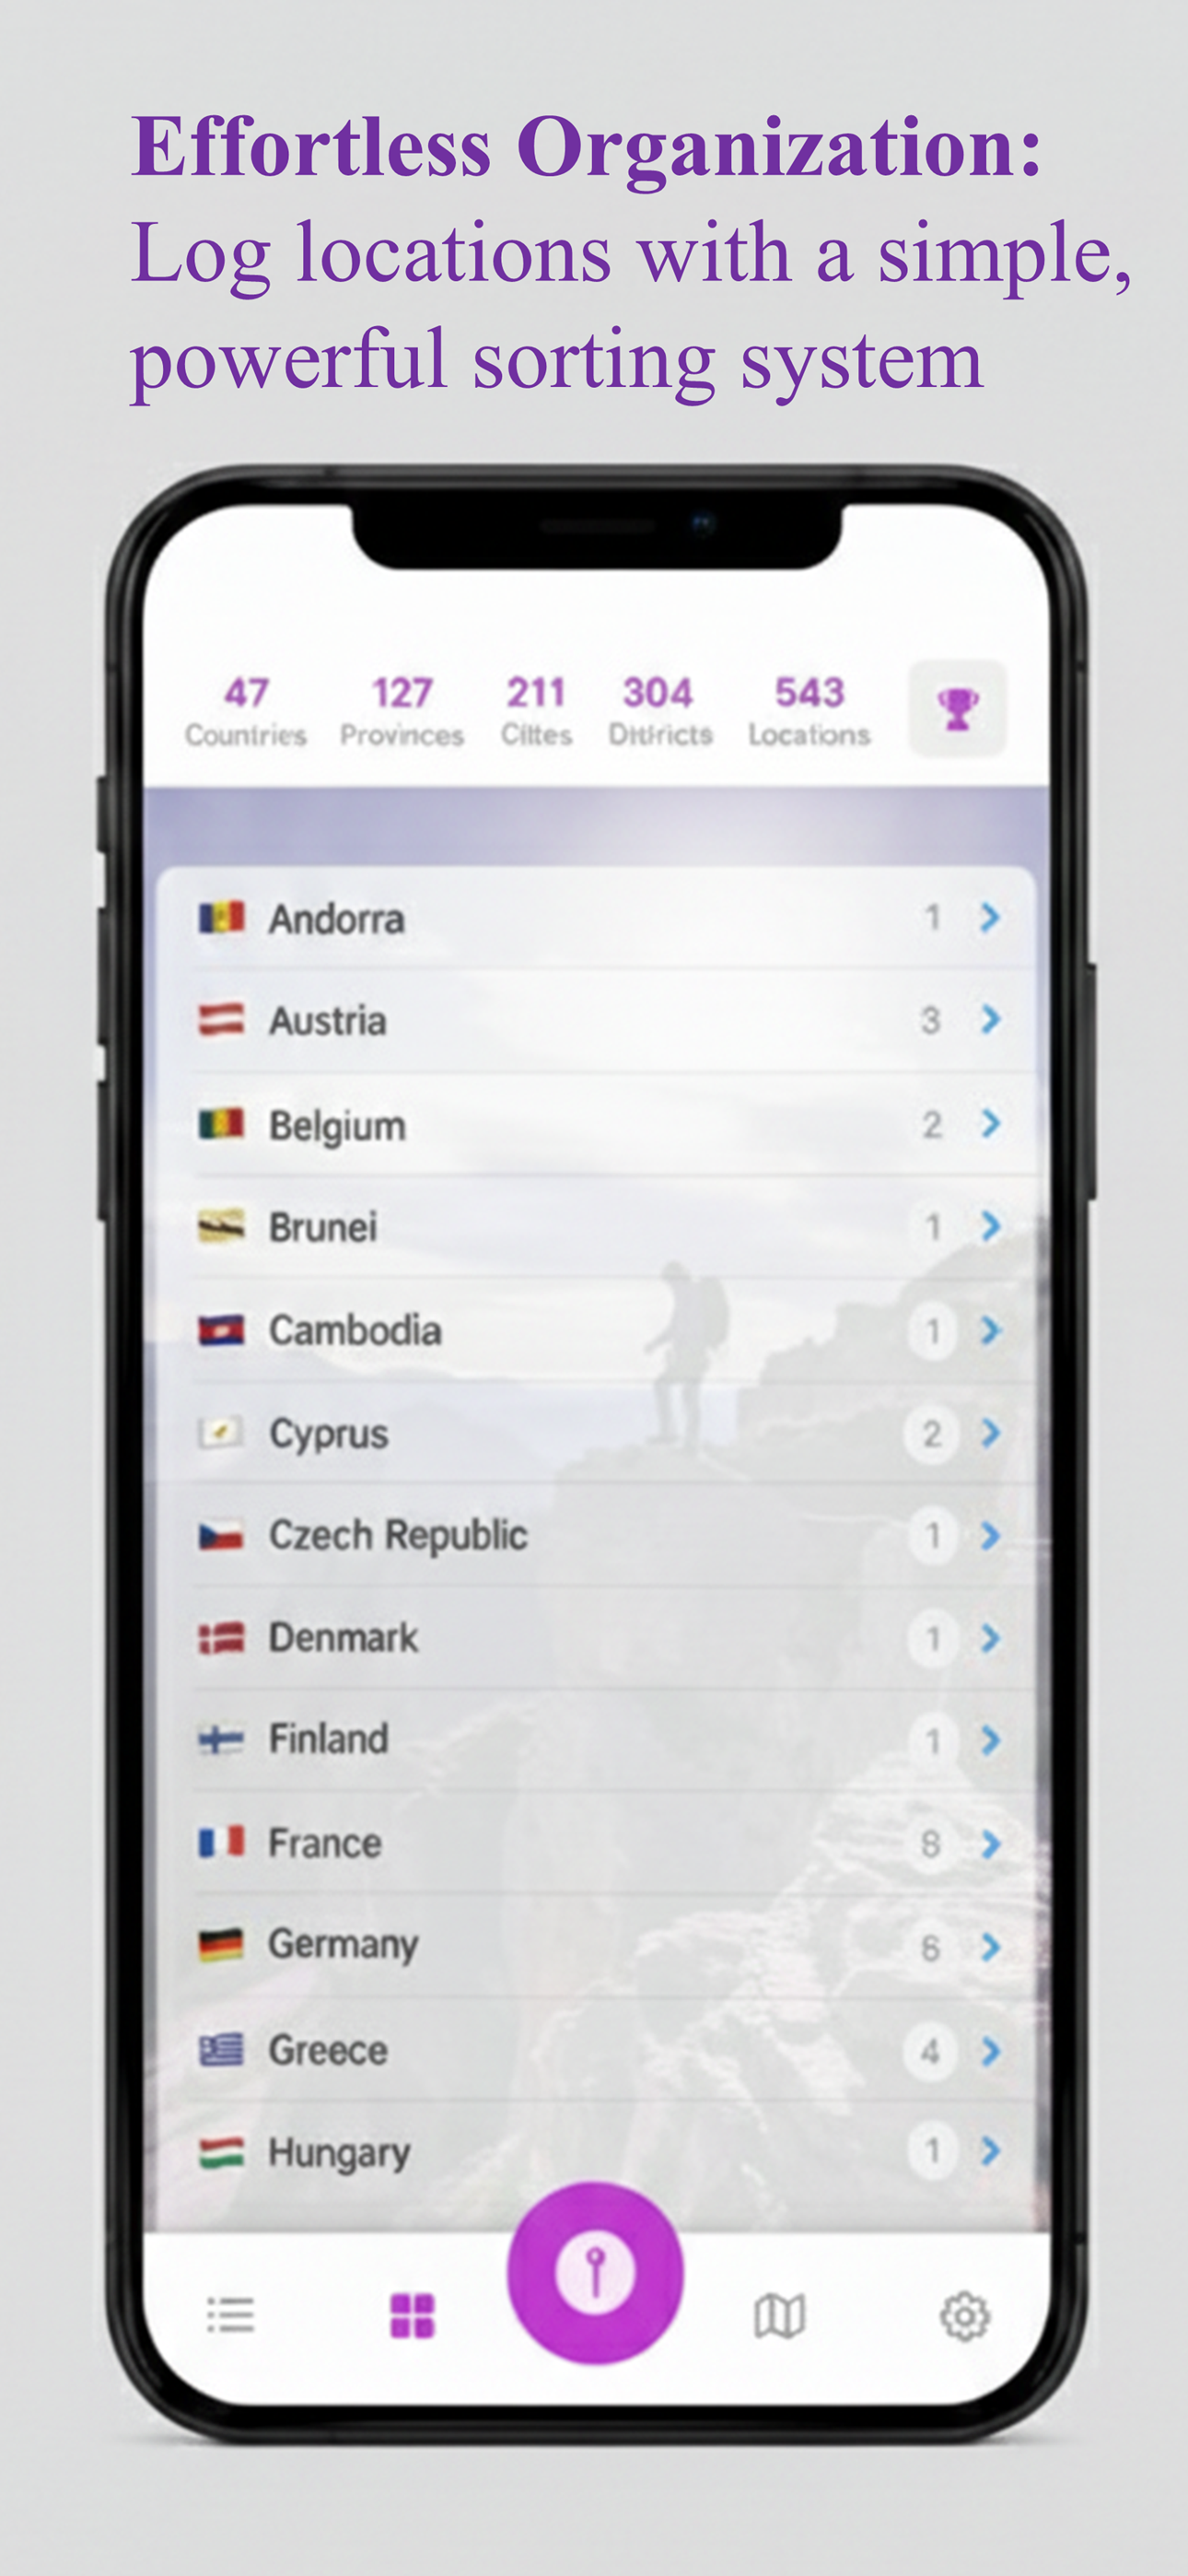 Effortless Organization:
Log locations with a simple,
powerful sorting system
47 127 211 304 543
Countries Provinces Cittes Dittricts Locations
Andorra 1
Austria 3
Belgium 2
Brunei 1
Cambodia 1
Cyprus 2
Czech Republic 1
Denmark 1
Finland 1
France 8
Germany 6
Greece 4
Hungary 1